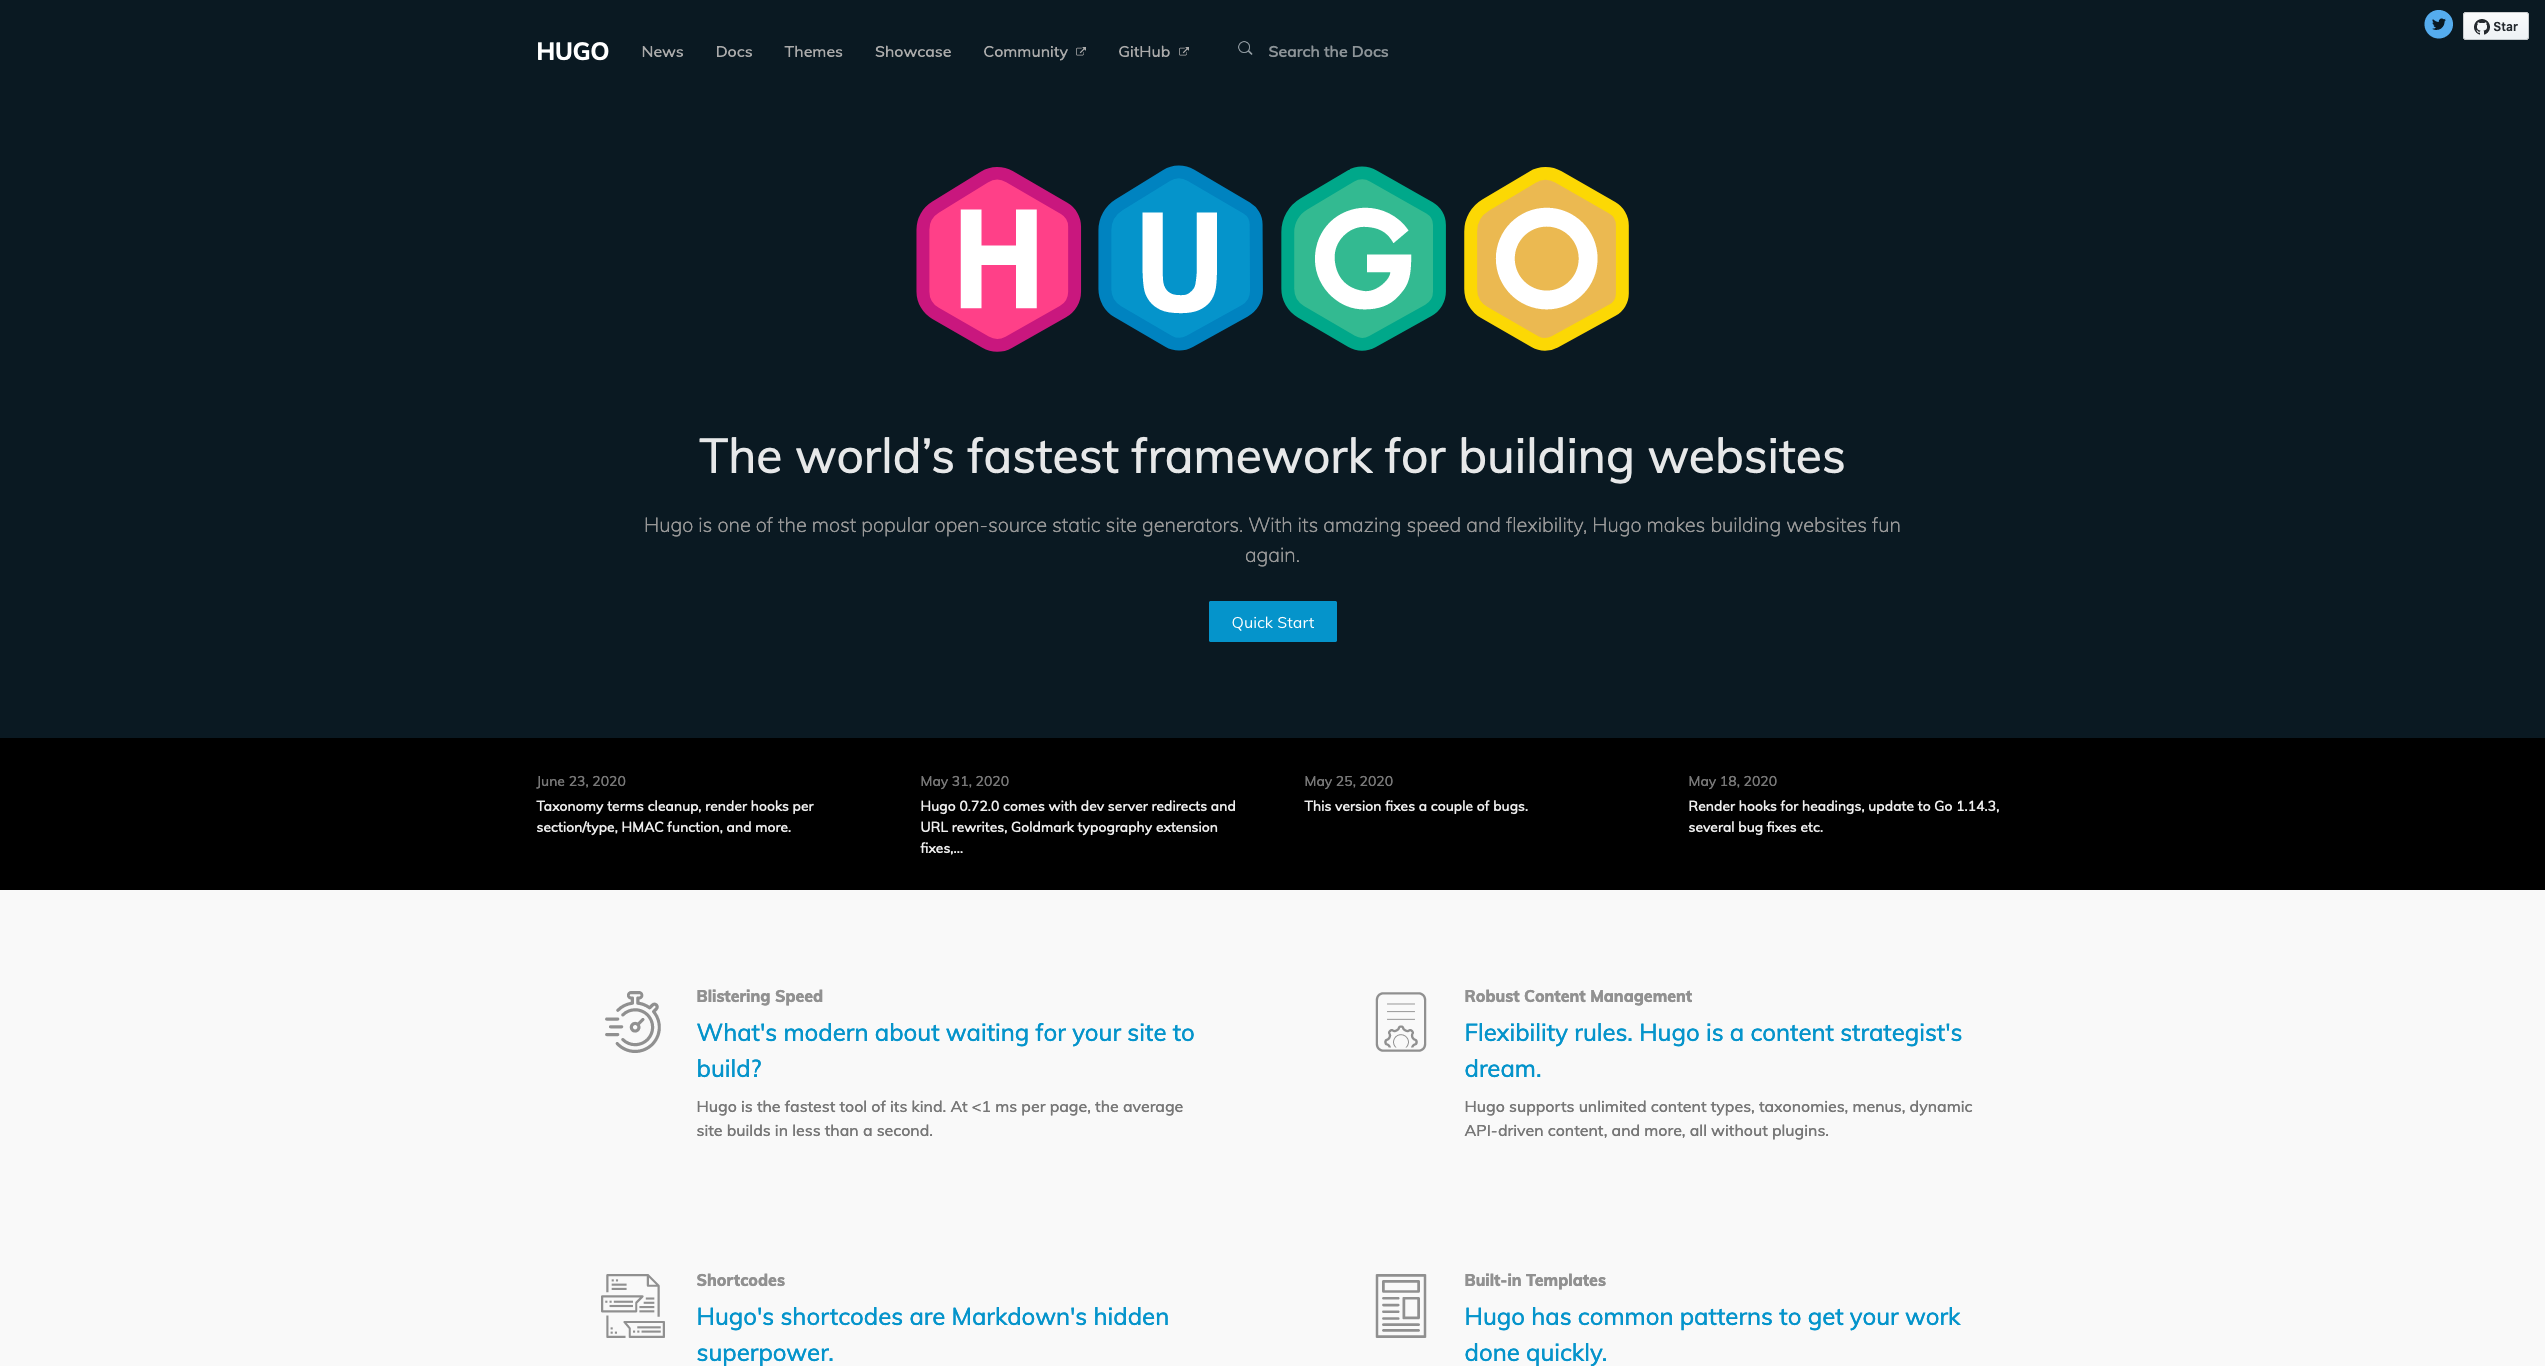 HUGO News Docs Themes Showcase Community GitHub Search the Docs
Star
HUGO
The world’s fastest framework for building websites
Hugo is one of the most popular open-source static site generators. With its amazing speed and flexibility, Hugo makes building websites fun
again.
Quick Start
June 23, 2020
Taxonomy terms cleanup, render hooks per
section/type, HMAC function, and more.
May 31, 2020
Hugo 0.72.0 comes with dev server redirects and
URL rewrites, Goldmark typography extension
fixes,...
May 25, 2020
This version fixes a couple of bugs.
May 18, 2020
Render hooks for headings, update to Go 1.14.3,
several bug fixes etc.
Blistering Speed
What's modern about waiting for your site to
build?
Hugo is the fastest tool of its kind. At <1 ms per page, the average
site builds in less than a second.
Robust Content Management
Flexibility rules. Hugo is a content strategist's
dream.
Hugo supports unlimited content types, taxonomies, menus, dynamic
API-driven content, and more, all without plugins.
Shortcodes
Hugo's shortcodes are Markdown's hidden
superpower.
Built-in Templates
Hugo has common patterns to get your work
done quickly.